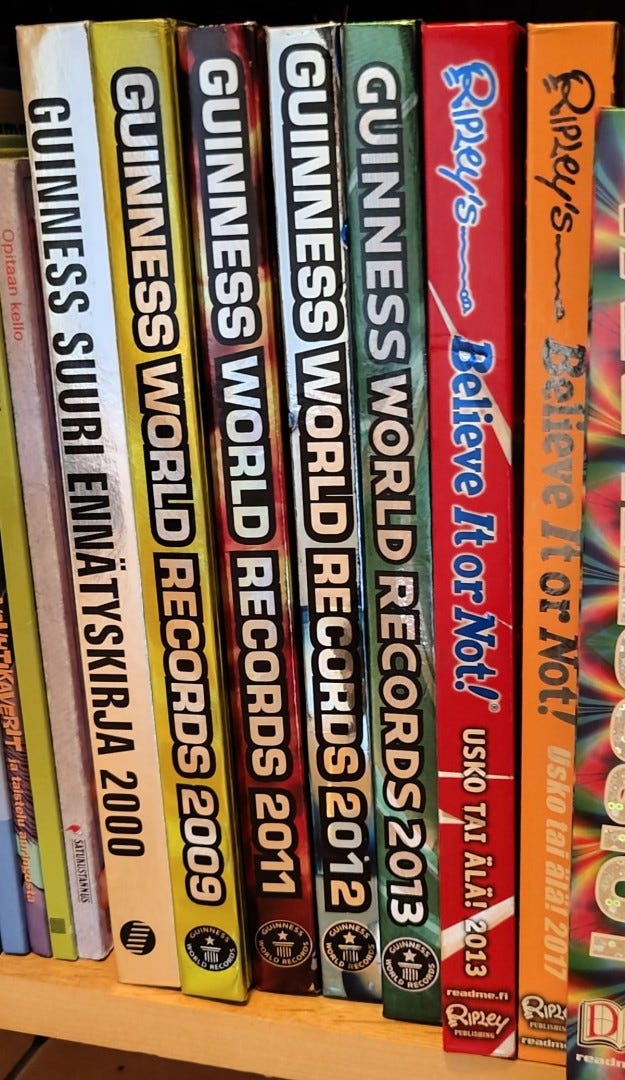 Opitaan kello
SATUKUSTANNUS
GUINNESS SUURI ENNÄTYSKIRJA 2000
GUINNESS WORLD RECORDS 2009
GUINNESS
WORLD RECORDS
GUINNESS WORLD RECORDS 2011
GUINNESS
WORLD RECORDS
GUINNESS WORLD RECORDS 2012
GUINNESS
WORLD RECORDS
GUINNESS WORLD RECORDS 2013
GUINNESS
WORLD RECORDS
RIPLEY'S
Believe It or Not!®
USKO TAI ÄLÄ! 2013
readme.fi
RIPLEY
PUBLISHING
RIPLEY'S
Believe It or Not!
usko tai älä! 2017
PUBLISHING